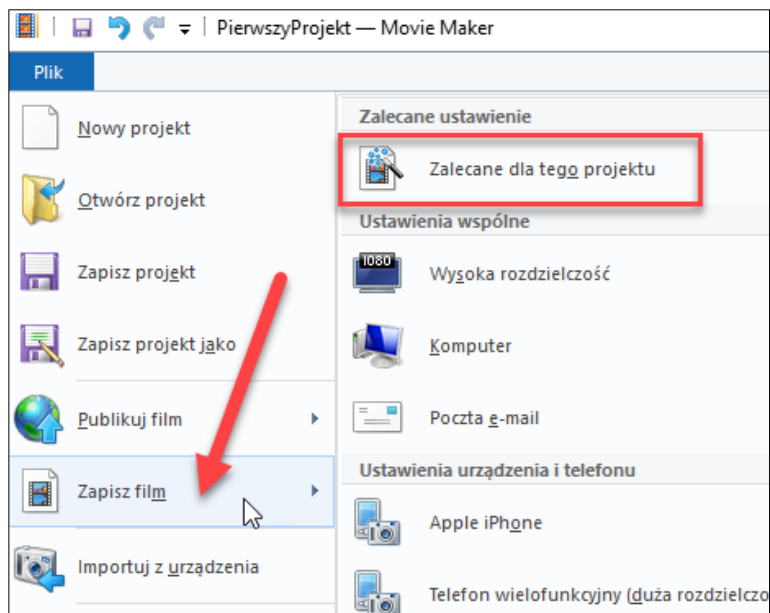 PierwszyProjekt — Movie Maker
Plik
Nowy projekt
Otwórz projekt
Zapisz projekt
Zapisz projekt jako
Publikuj film
Zapisz film
Importuj z urządzenia
Zalecane ustawienie
Zalecane dla tego projektu
Ustawienia wspólne
1080
Wysoka rozdzielczość
Komputer
Poczta e-mail
Ustawienia urządzenia i telefonu
Apple iPhone
Telefon wielofunkcyjny (duża rozdzielczo